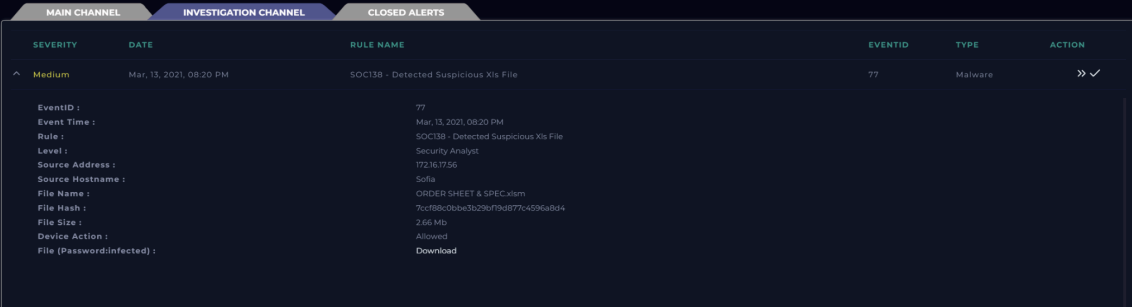 MAIN CHANNEL INVESTIGATION CHANNEL CLOSED ALERTS
SEVERITY DATE RULE NAME EVENTID TYPE ACTION
Medium Mar, 13, 2021, 08:20 PM SOC138 - Detected Suspicious Xls File 77 Malware
EventID : 77
Event Time : Mar, 13, 2021, 08:20 PM
Rule : SOC138 - Detected Suspicious Xls File
Level : Security Analyst
Source Address : 172.16.17.56
Source Hostname : Sofia
File Name : ORDER SHEET & SPEC.xlsm
File Hash : 7ccf88c0bbe3b29bf19d877c4596a8d4
File Size : 2.66 Mb
Device Action : Allowed
File (Password:infected) : Download